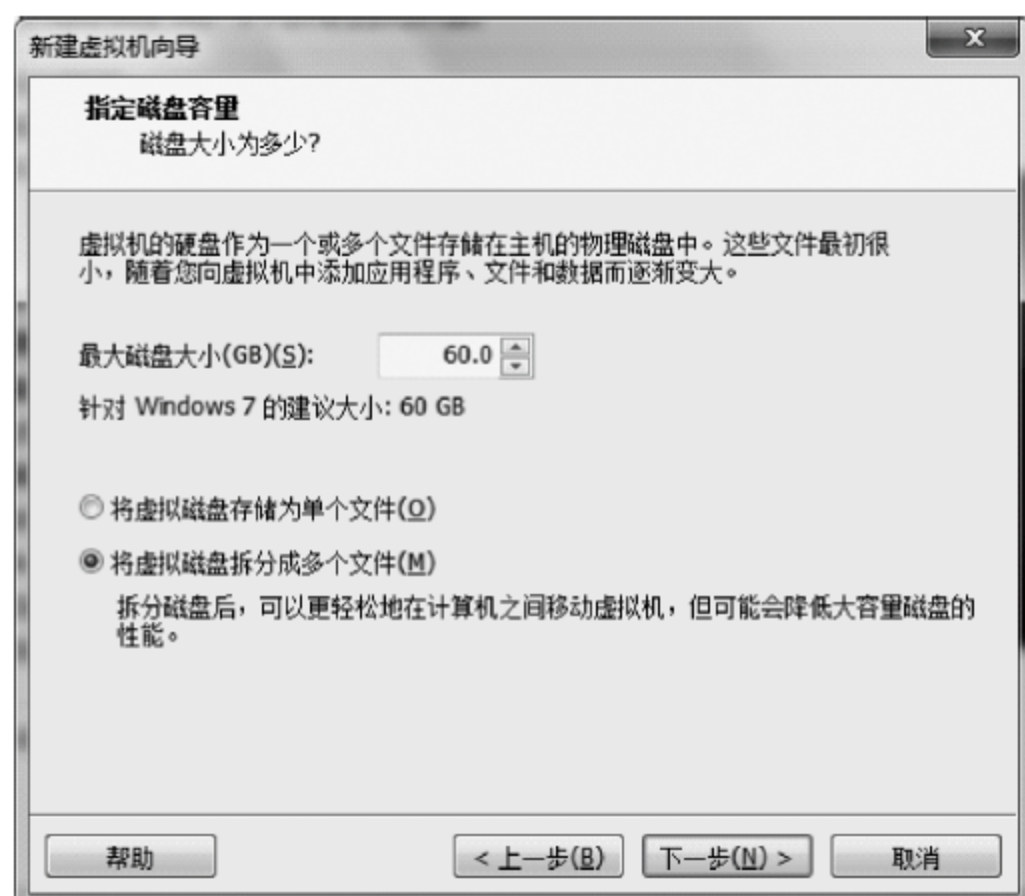 新建虚拟机向导
指定磁盘容量
磁盘大小为多少?
虚拟机的硬盘作为一个或多个文件存储在主机的物理磁盘中。这些文件最初很
小，随着您向虚拟机中添加应用程序、文件和数据而逐渐变大。
最大磁盘大小(GB)(S): 60.0
针对 Windows 7 的建议大小: 60 GB
将虚拟磁盘存储为单个文件(O)
将虚拟磁盘拆分成多个文件(M)
拆分磁盘后，可以更轻松地在计算机之间移动虚拟机，但可能会降低大容量磁盘的
性能。
帮助 < 上一步(B) 下一步(N) > 取消